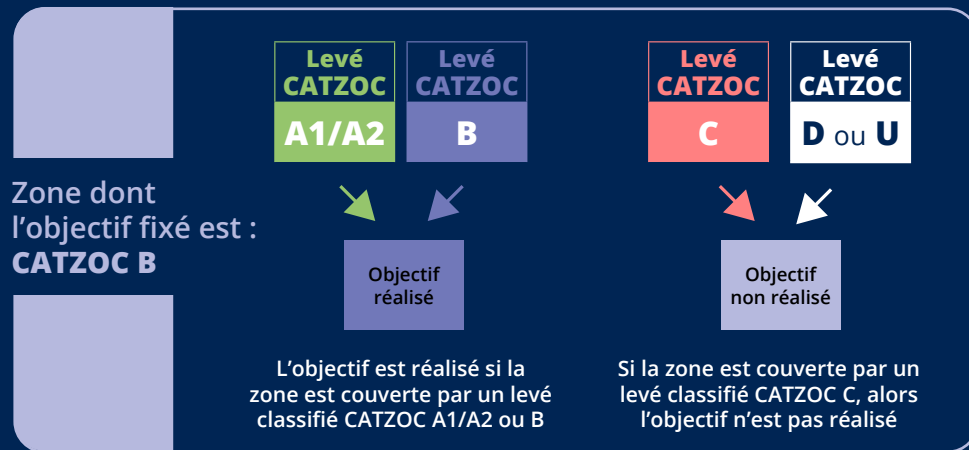 Zone dont
l'objectif fixé est :
CATZOC B
Levé
CATZOC
A1/A2
Levé
CATZOC
B
Objectif
réalisé
L'objectif est réalisé si la
zone est couverte par un levé
classifié CATZOC A1/A2 ou B
Levé
CATZOC
C
Levé
CATZOC
D ou U
Objectif
non réalisé
Si la zone est couverte par un
levé classifié CATZOC C, alors
l'objectif n'est pas réalisé